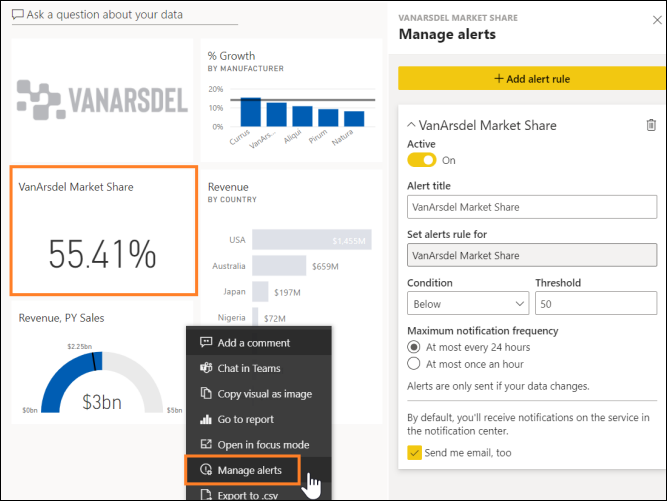 Ask a question about your data
VANARSDEL
% Growth
BY MANUFACTURER
20%
10%
0%
Currus
VanArs...
Aliqui
Pirum
Natura
VanArsdel Market Share
55.41%
Revenue
BY COUNTRY
USA
$1,455M
Australia
$659M
Japan
$197M
Nigeria
$72M
Revenue, PY Sales
$2.25bn
$0bn
$3bn
$5bn
Add a comment
Chat in Teams
Copy visual as image
Go to report
Open in focus mode
Manage alerts
Export to .csv
VANARSDEL MARKET SHARE
Manage alerts
+ Add alert rule
VanArsdel Market Share
Active
On
Alert title
VanArsdel Market Share
Set alerts rule for
VanArsdel Market Share
Condition Threshold
Below 50
Maximum notification frequency
At most every 24 hours
At most once an hour
Alerts are only sent if your data changes.
By default, you'll receive notifications on the service in
the notification center.
Send me email, too